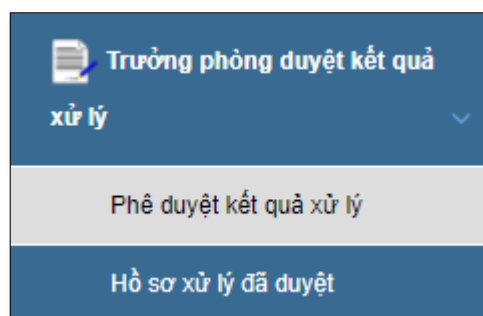 Trưởng phòng duyệt kết quả
xử lý
Phê duyệt kết quả xử lý
Hồ sơ xử lý đã duyệt